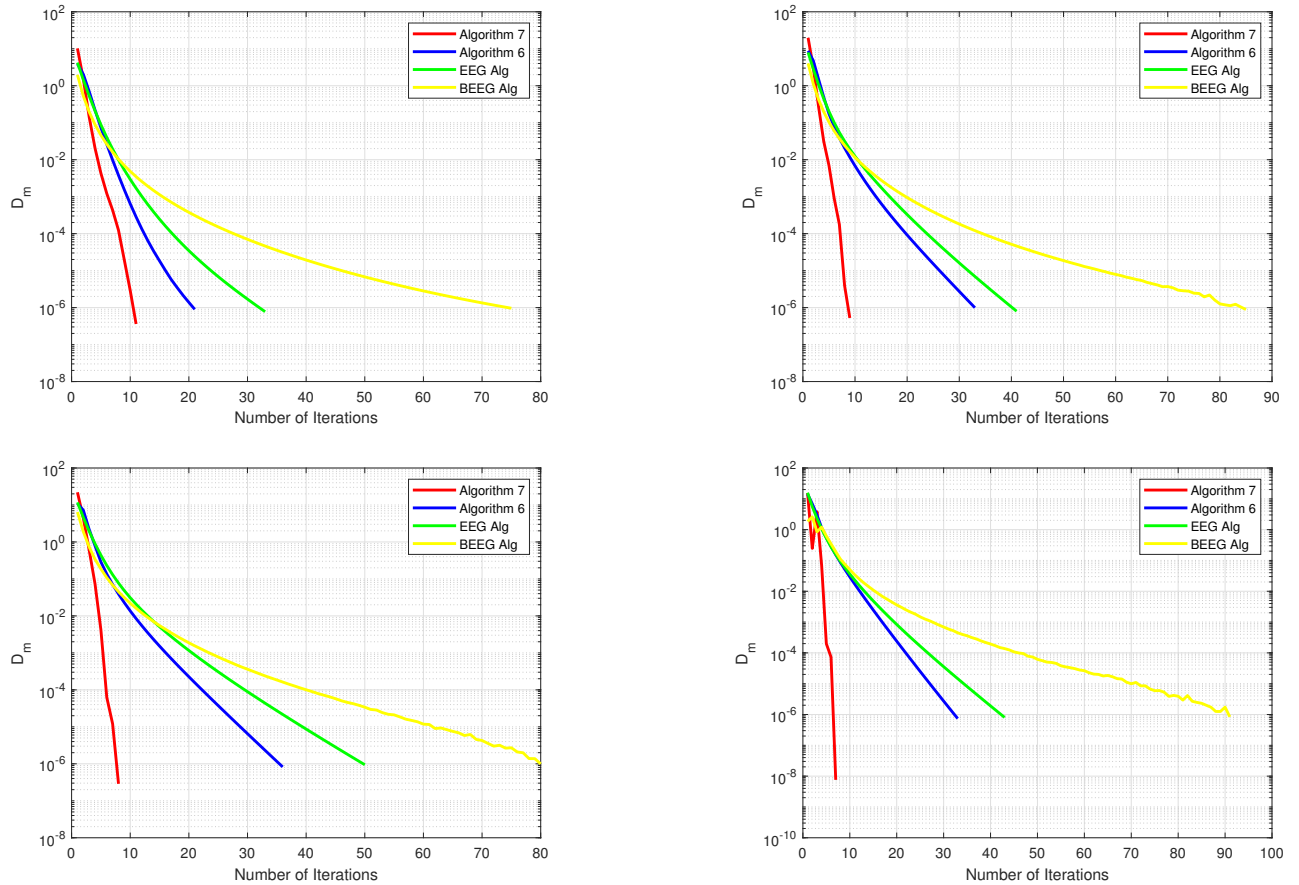 10^2
10^0
10^-2
10^-4
10^-6
10^-8
D_m
0 10 20 30 40 50 60 70 80
Number of Iterations
Algorithm 7
Algorithm 6
EEG Alg
BEEG Alg
10^2
10^0
10^-2
10^-4
10^-6
10^-8
D_m
0 10 20 30 40 50 60 70 80 90
Number of Iterations
Algorithm 7
Algorithm 6
EEG Alg
BEEG Alg
10^2
10^0
10^-2
10^-4
10^-6
10^-8
D_m
0 10 20 30 40 50 60 70 80
Number of Iterations
Algorithm 7
Algorithm 6
EEG Alg
BEEG Alg
10^2
10^0
10^-2
10^-4
10^-6
10^-8
10^-10
D_m
0 10 20 30 40 50 60 70 80 90 100
Number of Iterations
Algorithm 7
Algorithm 6
EEG Alg
BEEG Alg